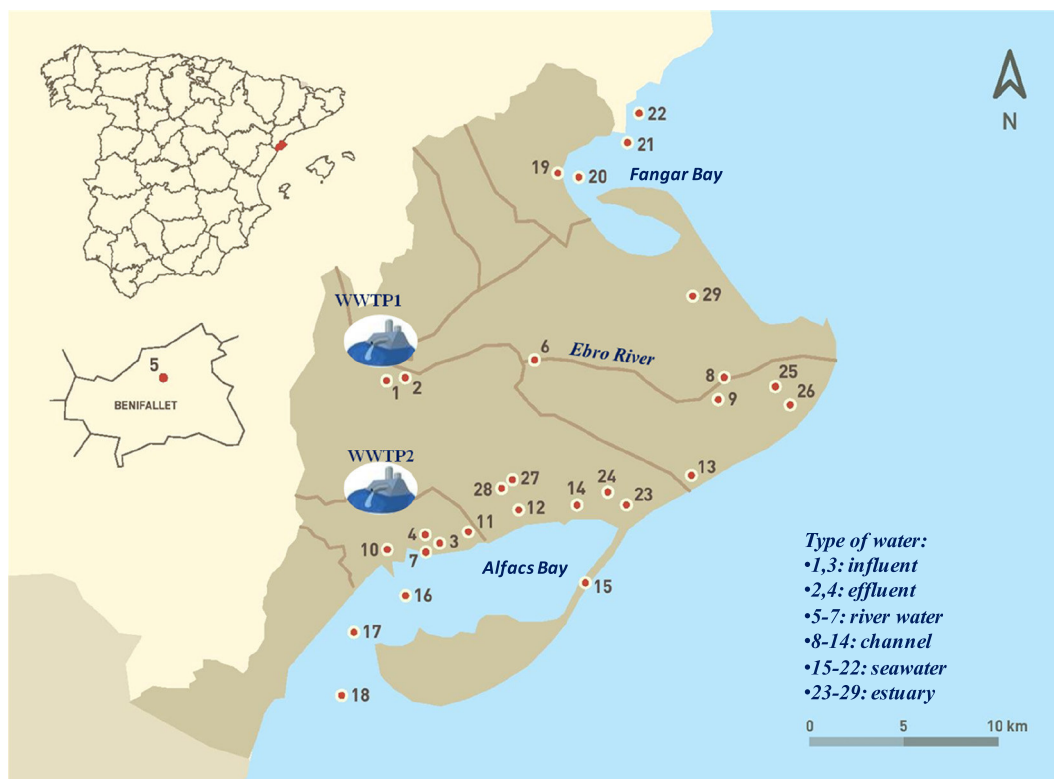 22
N
21
19
20
Fangar Bay
WWTP1
29
6
Ebro River
5
BENIFALLET
1
2
8
9
25
26
WWTP2
27
28
12
14
24
23
13
11
4
3
10
7
Alfacs Bay
15
16
17
18
Type of water:
•1,3: influent
•2,4: effluent
•5-7: river water
•8-14: channel
•15-22: seawater
•23-29: estuary
0 5 10 km